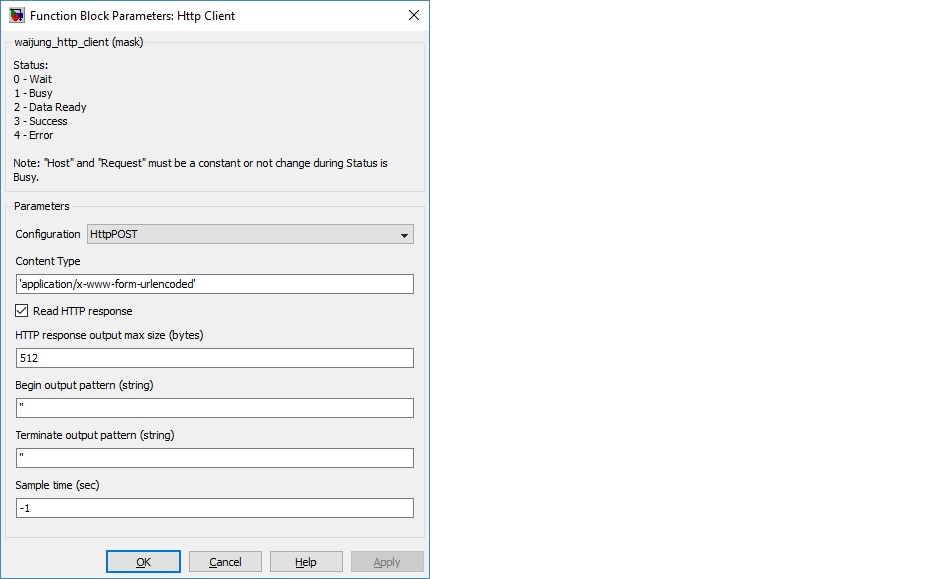 Function Block Parameters: Http Client
waijung_http_client (mask)
Status:
0 - Wait
1 - Busy
2 - Data Ready
3 - Success
4 - Error
Note: "Host" and "Request" must be a constant or not change during Status is
Busy.
Parameters
Configuration HttpPOST
Content Type
'application/x-www-form-urlencoded'
Read HTTP response
HTTP response output max size (bytes)
512
Begin output pattern (string)
''
Terminate output pattern (string)
''
Sample time (sec)
-1
OK Cancel Help Apply